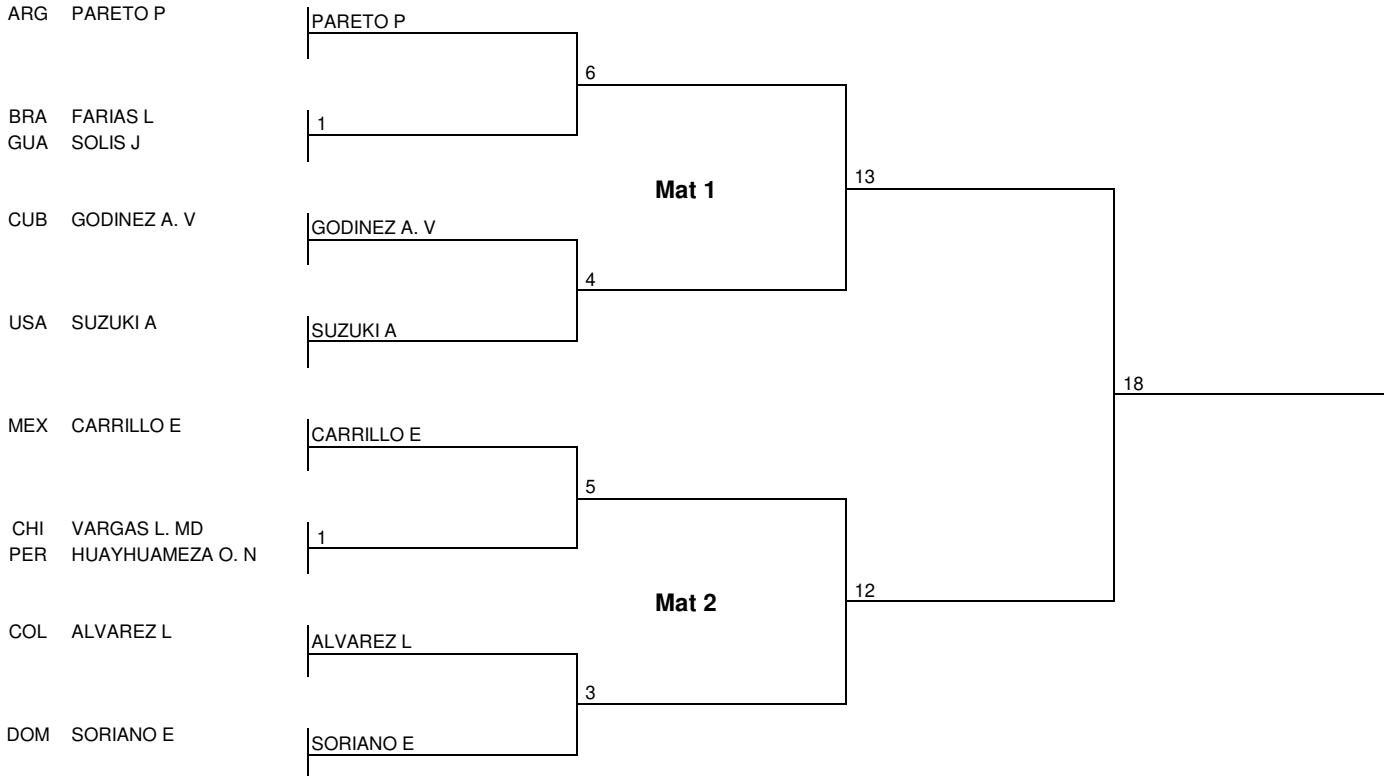 ARG PARETO P
PARETO P
6
BRA FARIAS L
1
GUA SOLIS J
13
Mat 1
CUB GODINEZ A. V
GODINEZ A. V
4
USA SUZUKI A
SUZUKI A
18
MEX CARRILLO E
CARRILLO E
5
CHI VARGAS L. MD
1
PER HUAYHUAMEZA O. N
12
Mat 2
COL ALVAREZ L
ALVAREZ L
3
DOM SORIANO E
SORIANO E